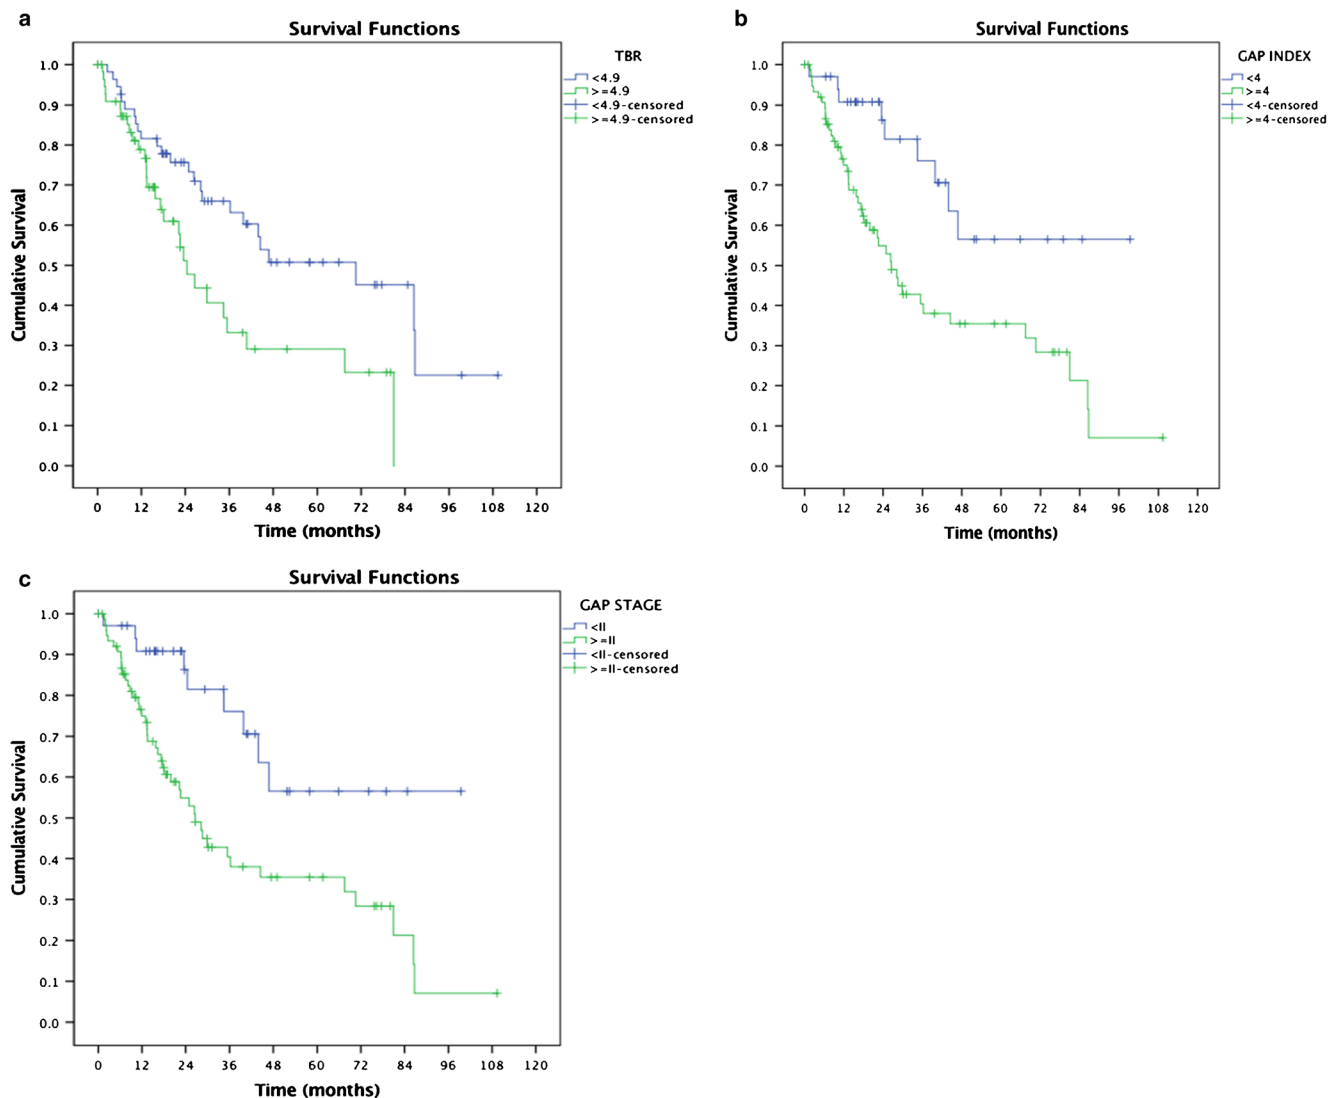 a
Survival Functions
TBR
<4.9
>=4.9
<4.9-censored
>=4.9-censored
1.0
0.9
0.8
0.7
0.6
0.5
0.4
0.3
0.2
0.1
0.0
Cumulative Survival
0 12 24 36 48 60 72 84 96 108 120
Time (months)
b
Survival Functions
GAP INDEX
<4
>=4
<4-censored
>=4-censored
1.0
0.9
0.8
0.7
0.6
0.5
0.4
0.3
0.2
0.1
0.0
Cumulative Survival
0 12 24 36 48 60 72 84 96 108 120
Time (months)
c
Survival Functions
GAP STAGE
<II
>=II
<II-censored
>=II-censored
1.0
0.9
0.8
0.7
0.6
0.5
0.4
0.3
0.2
0.1
0.0
Cumulative Survival
0 12 24 36 48 60 72 84 96 108 120
Time (months)